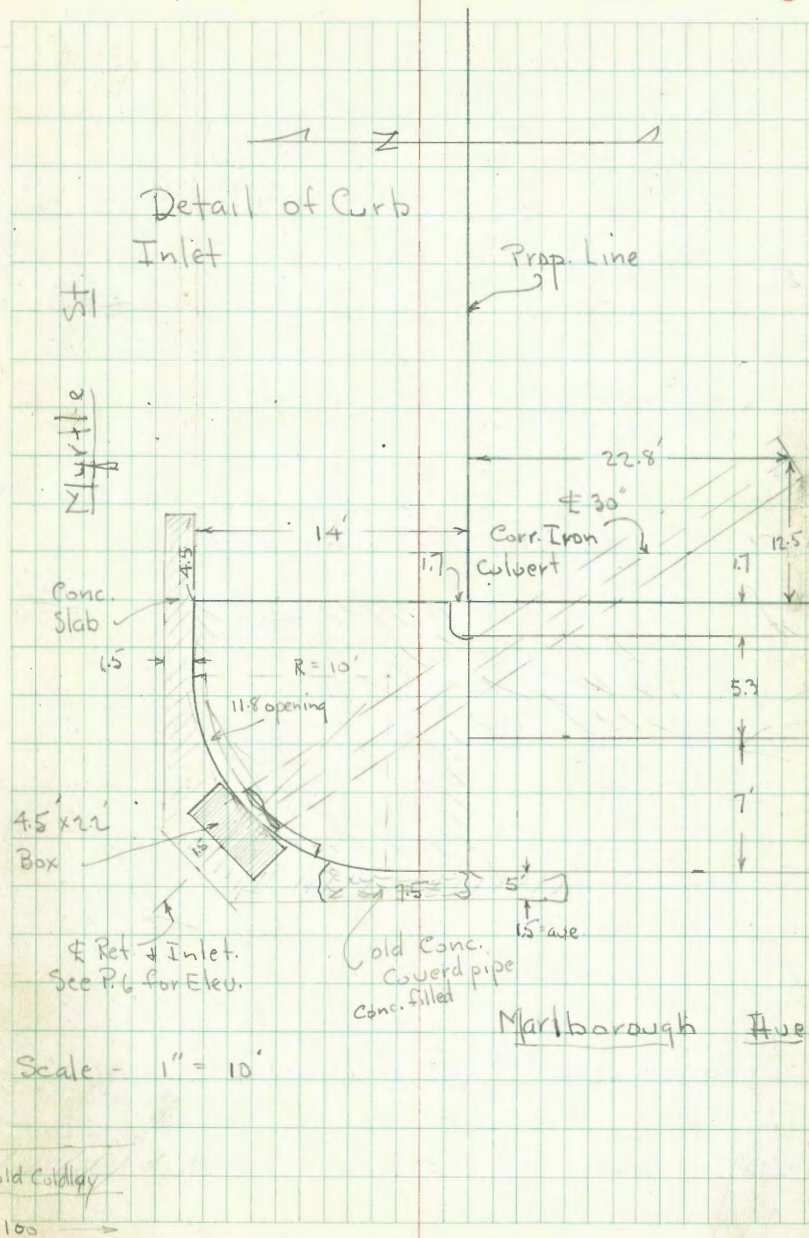 N
Detail of Curb
Inlet
Prop. Line
Myrtle St
22.8'
℄ 30"
Corr. Iron
Culvert
12.5
14'
4.5
1.7
1.7
Conc.
Slab
1.5
R = 10'
5.3
11.8 opening
7'
4.5' x 2.2'
Box
7.5
5'
1.5 ave
℄ Ret & Inlet.
See P. 6 for Elev.
old Conc.
Coverd pipe
Conc. filled
Marlborough Ave
Scale - 1" = 10'
100